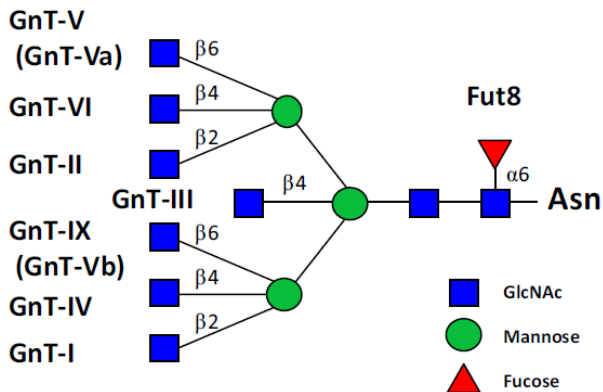 GnT-V
(GnT-Va)
β6
GnT-VI
β4
GnT-II
β2
Fut8
α6
GnT-III
β4
Asn
GnT-IX
(GnT-Vb)
β6
GnT-IV
β4
GnT-I
β2
GlcNAc
Mannose
Fucose